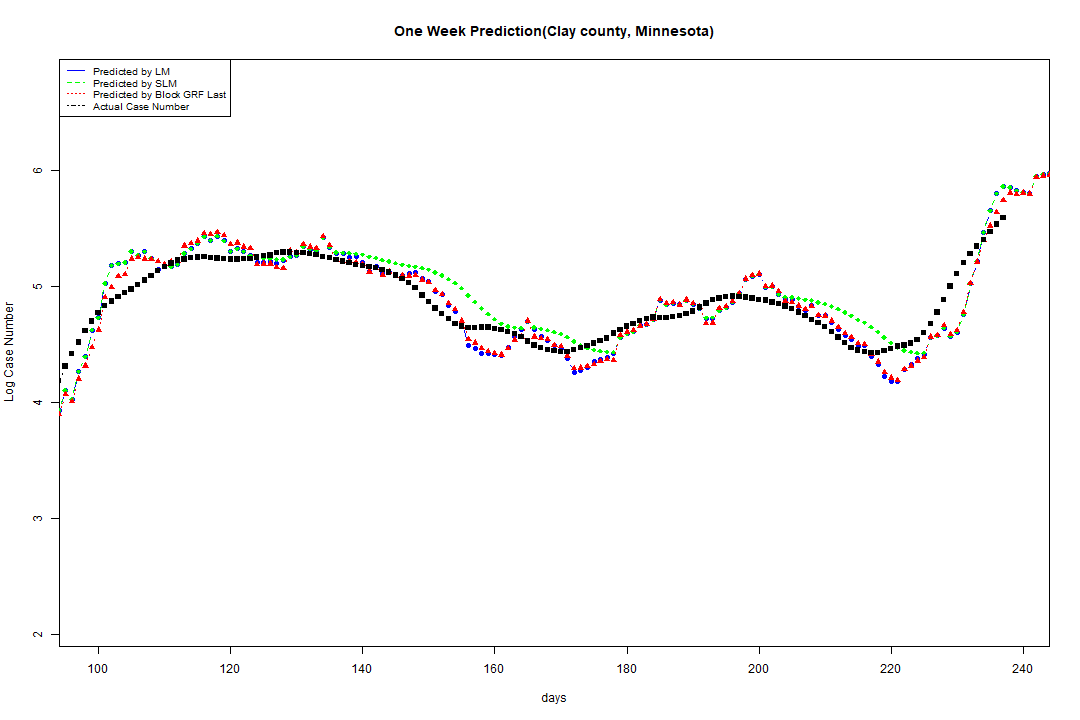 One Week Prediction(Clay county, Minnesota)
Predicted by LM
Predicted by SLM
Predicted by Block GRF Last
Actual Case Number
6
5
4
3
2
Log Case Number
100 120 140 160 180 200 220 240
days